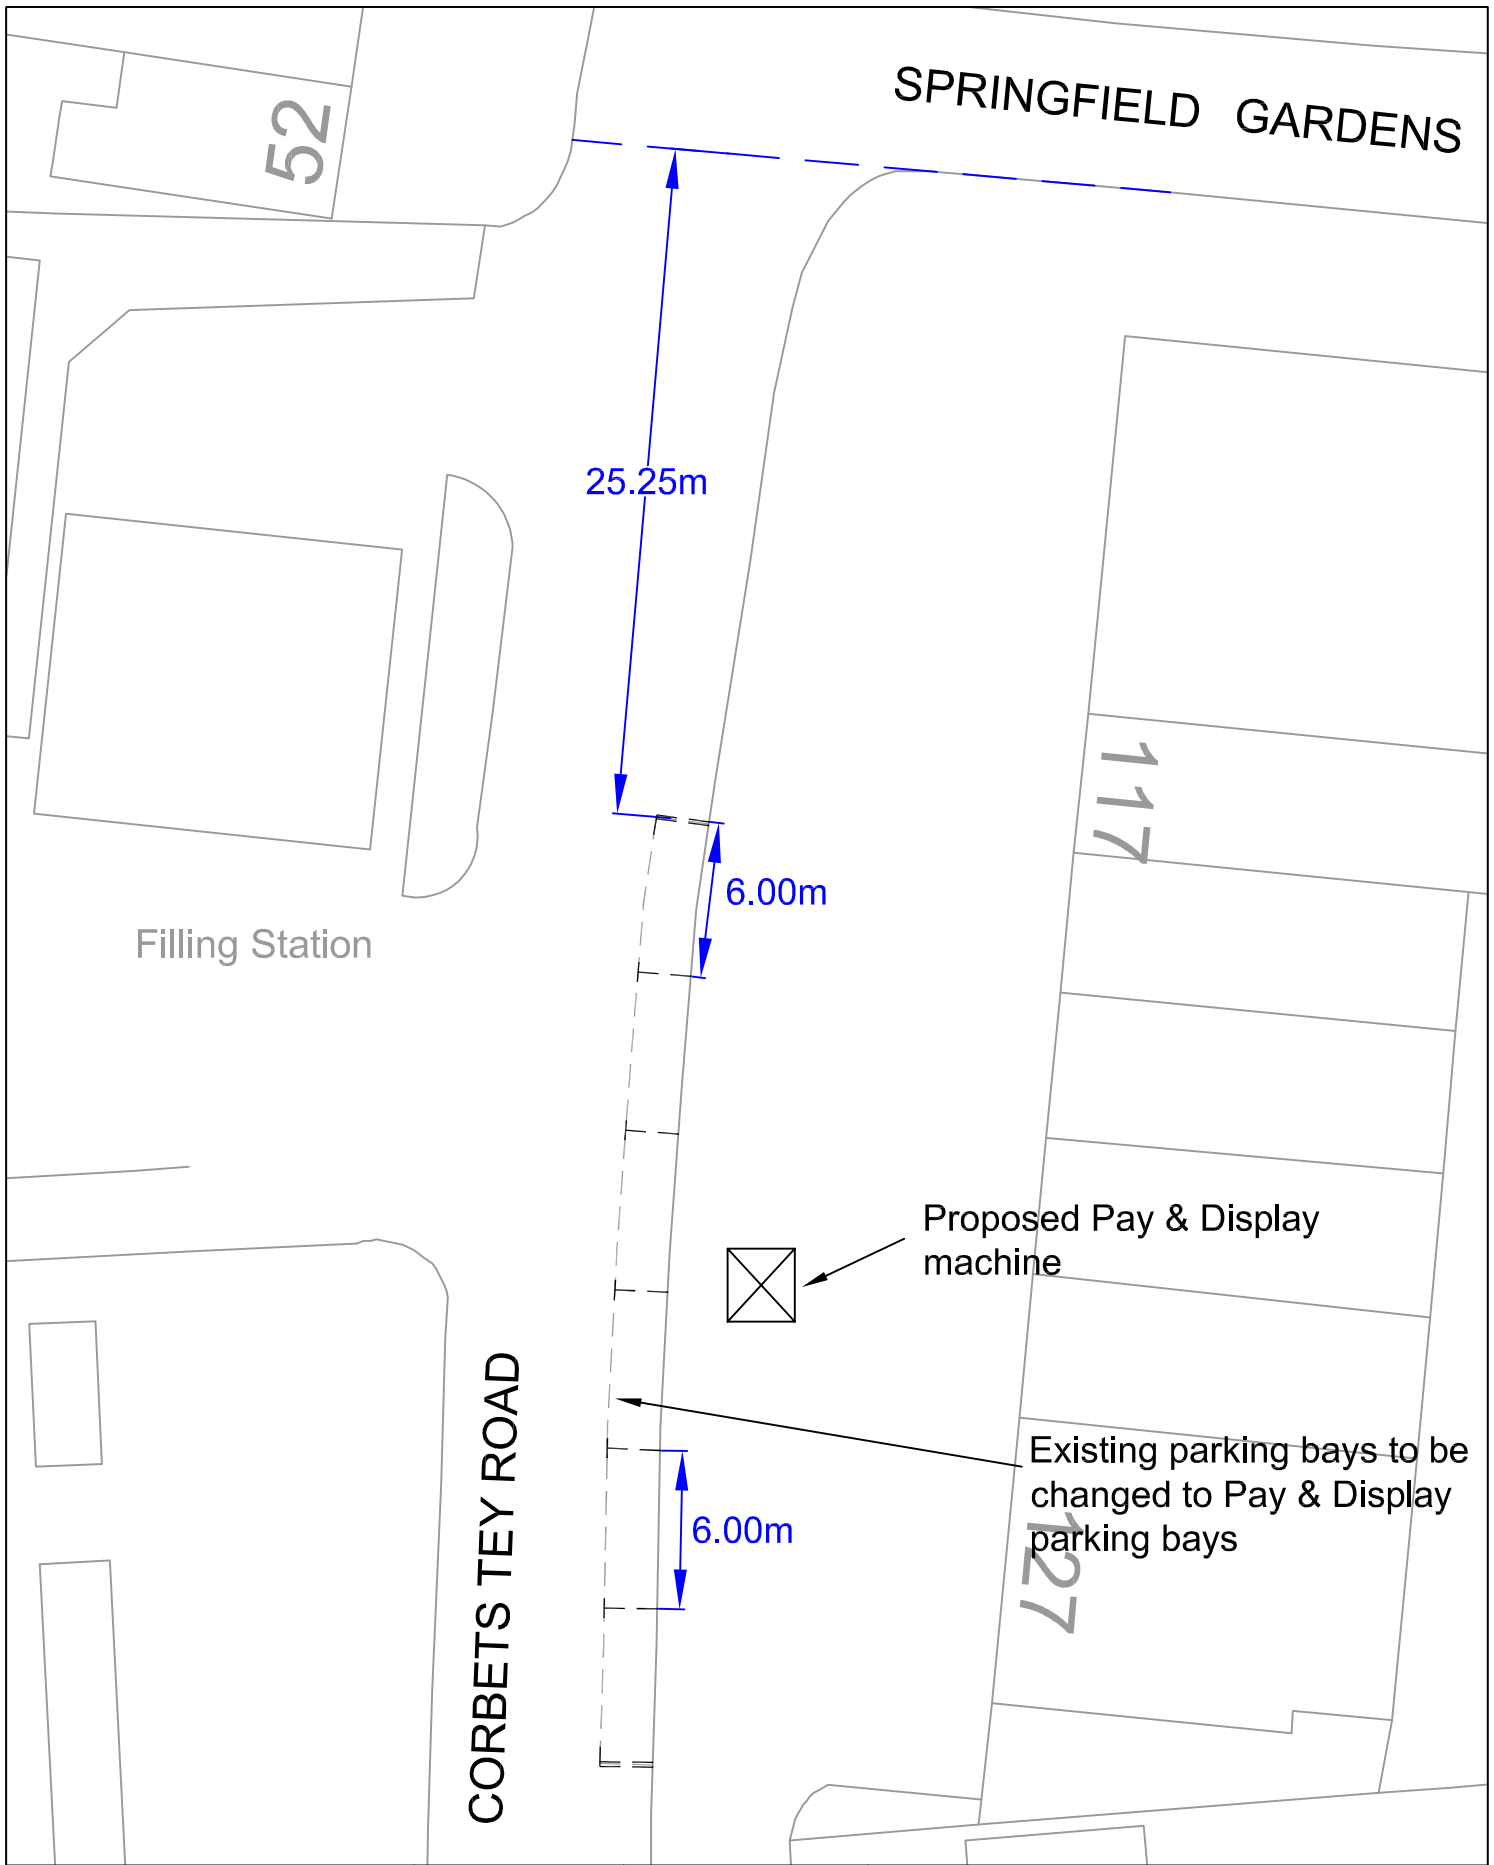 SPRINGFIELD GARDENS
52
25.25m
117
6.00m
Filling Station
Proposed Pay & Display
machine
CORBETS TEY ROAD
Existing parking bays to be
changed to Pay & Display
parking bays
6.00m
127